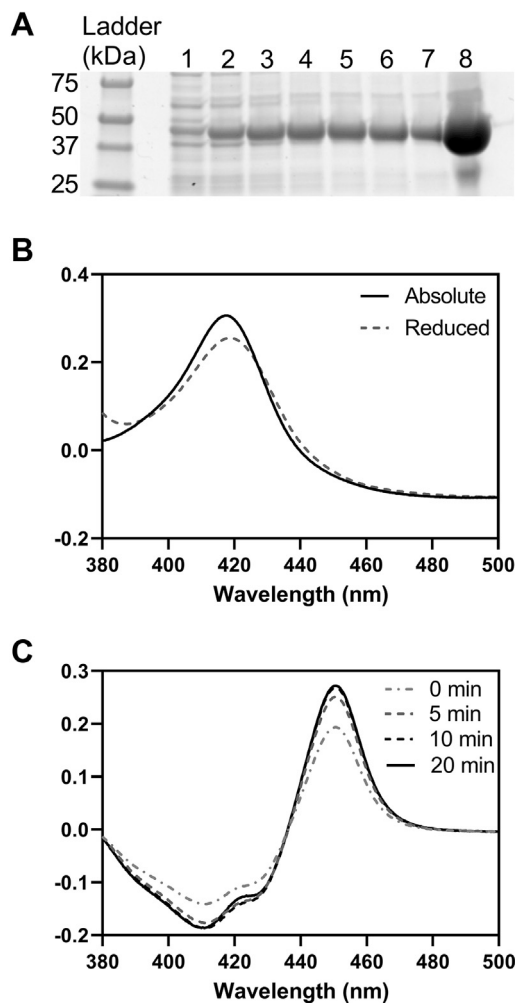 A
Ladder
(kDa) 1 2 3 4 5 6 7 8
75
50
37
25
B
0.4
0.2
0.0
-0.2
Absolute
Reduced
380 400 420 440 460 480 500
Wavelength (nm)
C
0.3
0.2
0.1
0.0
-0.1
-0.2
0 min
5 min
10 min
20 min
380 400 420 440 460 480 500
Wavelength (nm)